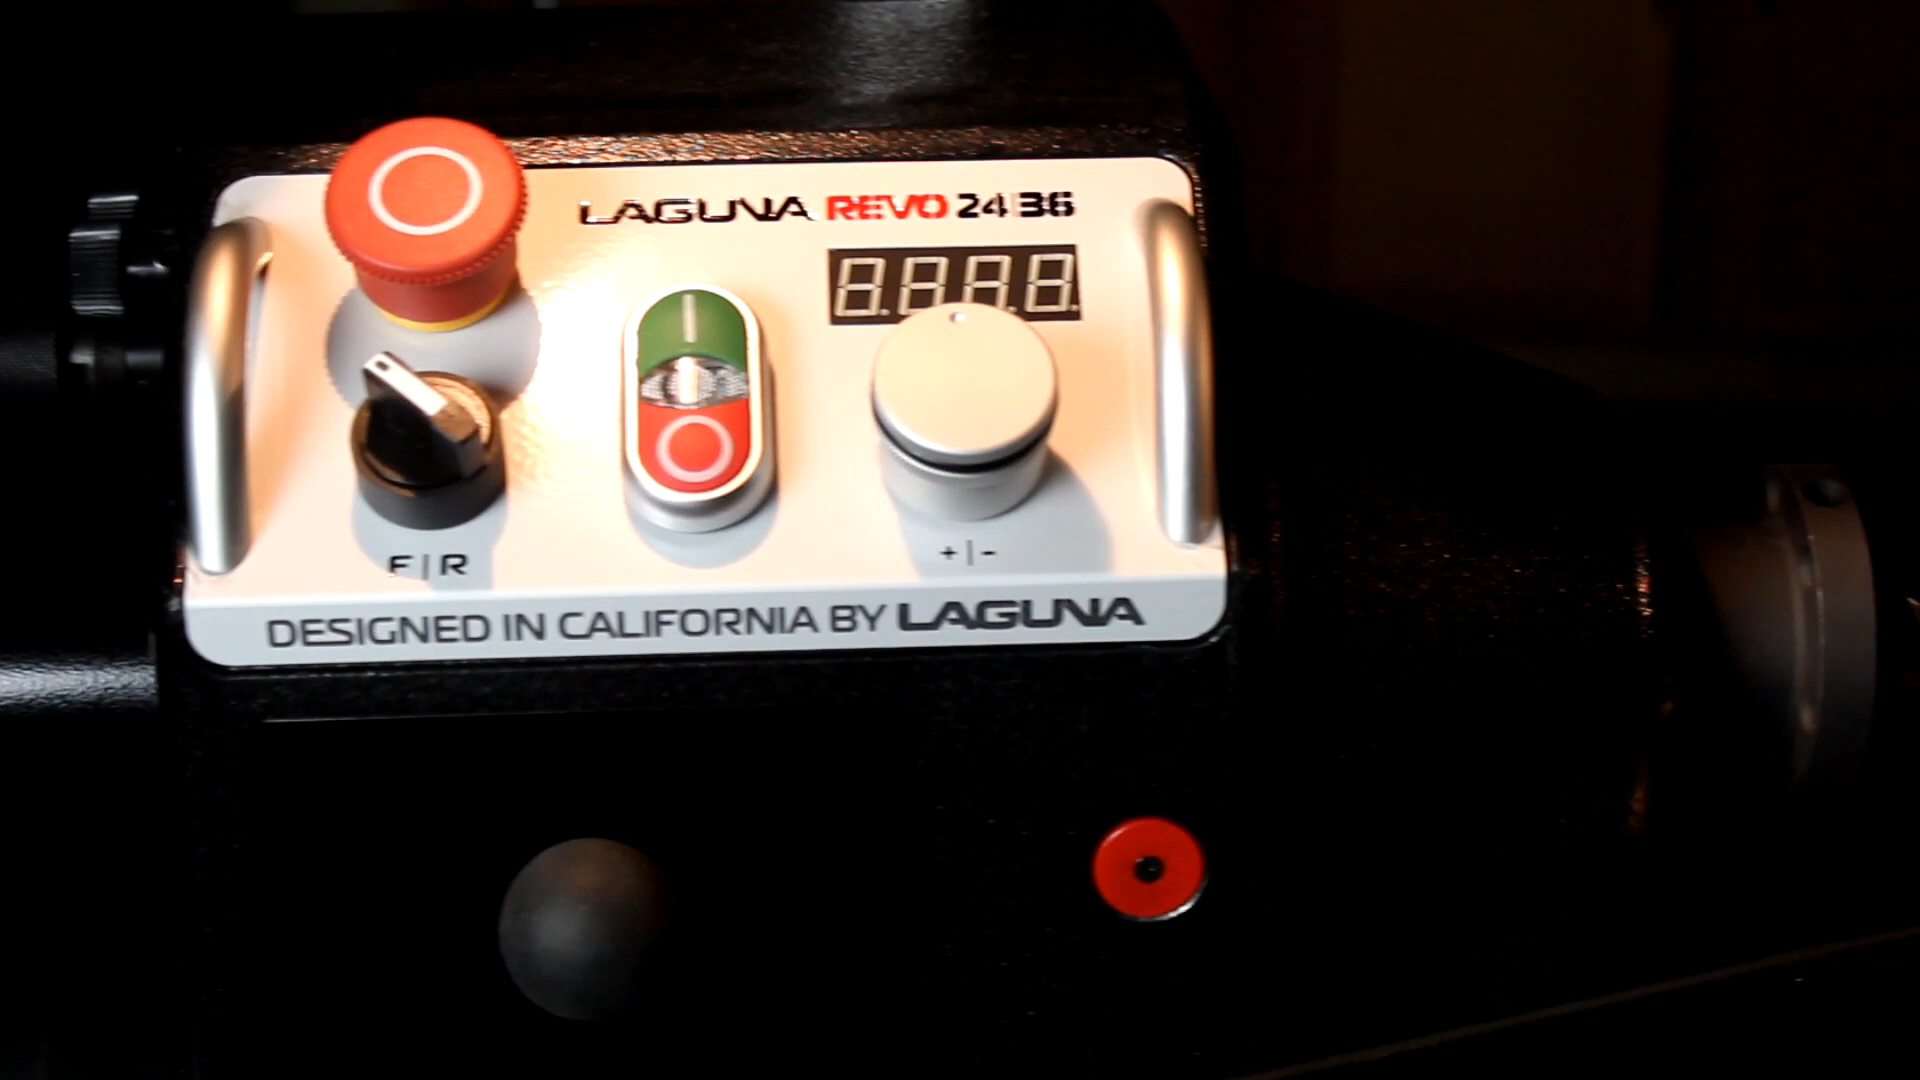 LAGUNA REVO 24|36
F|R
+|-
DESIGNED IN CALIFORNIA BY LAGUNA